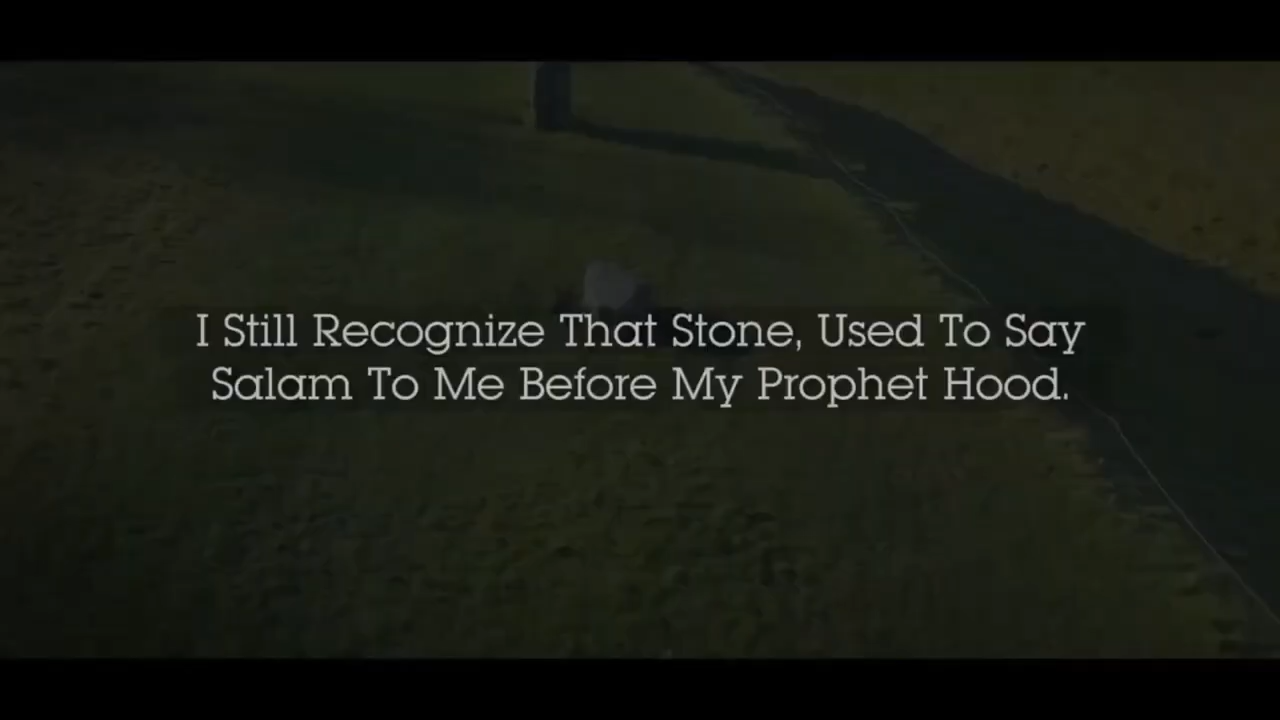 I Still Recognize That Stone, Used To Say
Salam To Me Before My Prophet Hood.